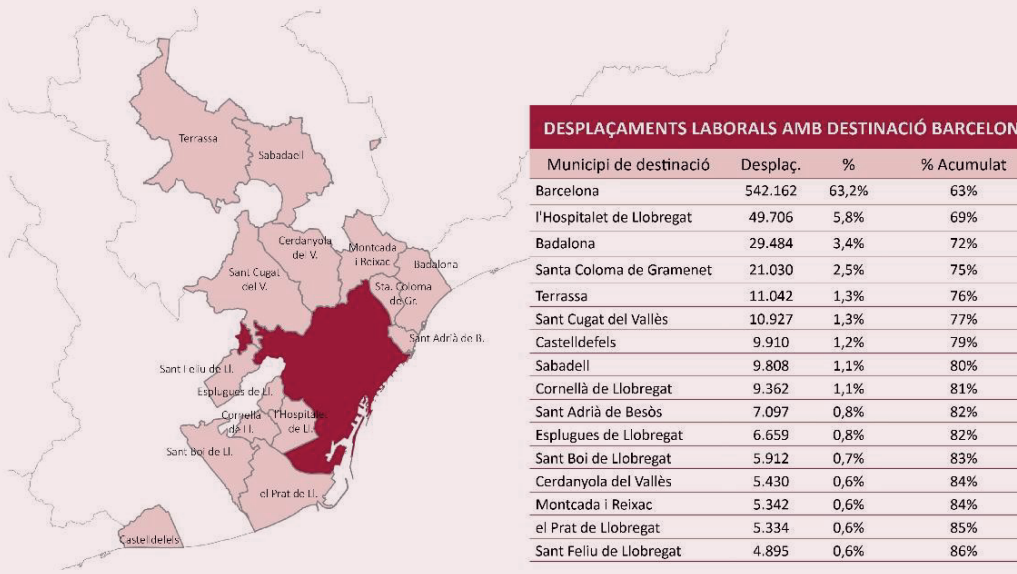 Terrassa
Sabadaell
Cerdanyola
del V.
Montcada
i Reixac
Badalona
Sant Cugat
del V.
Sta. Coloma
de Gr.
Sant Adrià de B.
Sant Feliu de Ll.
Esplugues de Ll.
Cornellà
de Ll.
l'Hospitalet
de Ll.
Sant Boi de Ll.
el Prat de Ll.
Castelldefels
DESPLAÇAMENTS LABORALS AMB DESTINACIÓ BARCELON
Municipi de destinació Desplaç. % % Acumulat
Barcelona 542.162 63,2% 63%
l'Hospitalet de Llobregat 49.706 5,8% 69%
Badalona 29.484 3,4% 72%
Santa Coloma de Gramenet 21.030 2,5% 75%
Terrassa 11.042 1,3% 76%
Sant Cugat del Vallès 10.927 1,3% 77%
Castelldefels 9.910 1,2% 79%
Sabadell 9.808 1,1% 80%
Cornellà de Llobregat 9.362 1,1% 81%
Sant Adrià de Besòs 7.097 0,8% 82%
Esplugues de Llobregat 6.659 0,8% 82%
Sant Boi de Llobregat 5.912 0,7% 83%
Cerdanyola del Vallès 5.430 0,6% 84%
Montcada i Reixac 5.342 0,6% 84%
el Prat de Llobregat 5.334 0,6% 85%
Sant Feliu de Llobregat 4.895 0,6% 86%